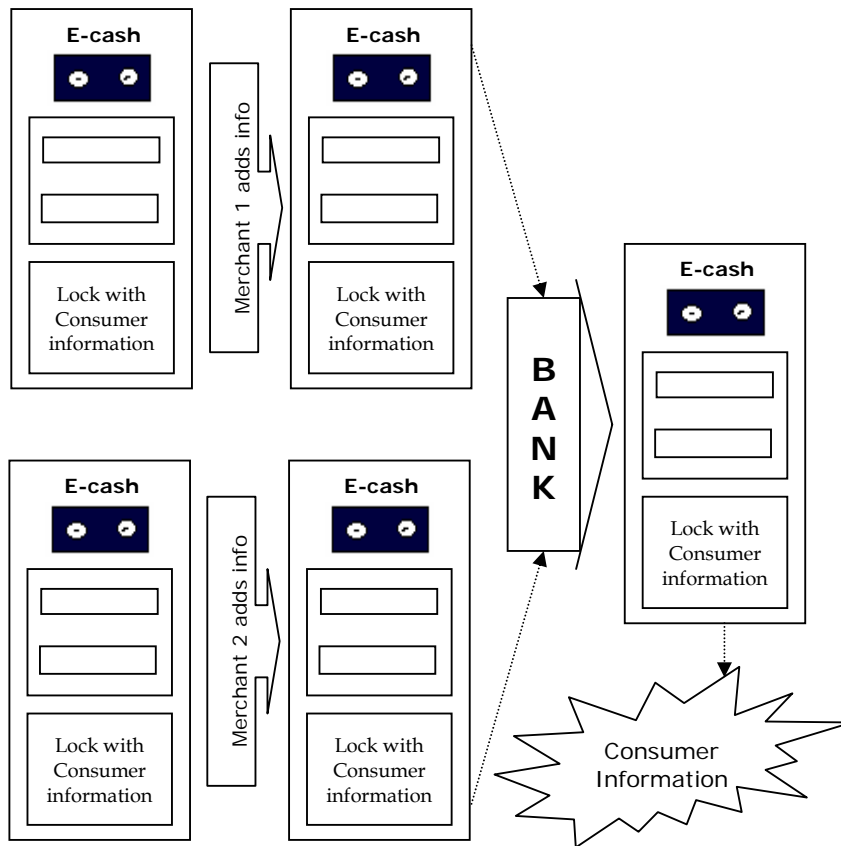 E-cash
Lock with
Consumer
information
Merchant 1 adds info
E-cash
Lock with
Consumer
information
E-cash
Lock with
Consumer
information
Merchant 2 adds info
E-cash
Lock with
Consumer
information
BANK
E-cash
Lock with
Consumer
information
Consumer
Information